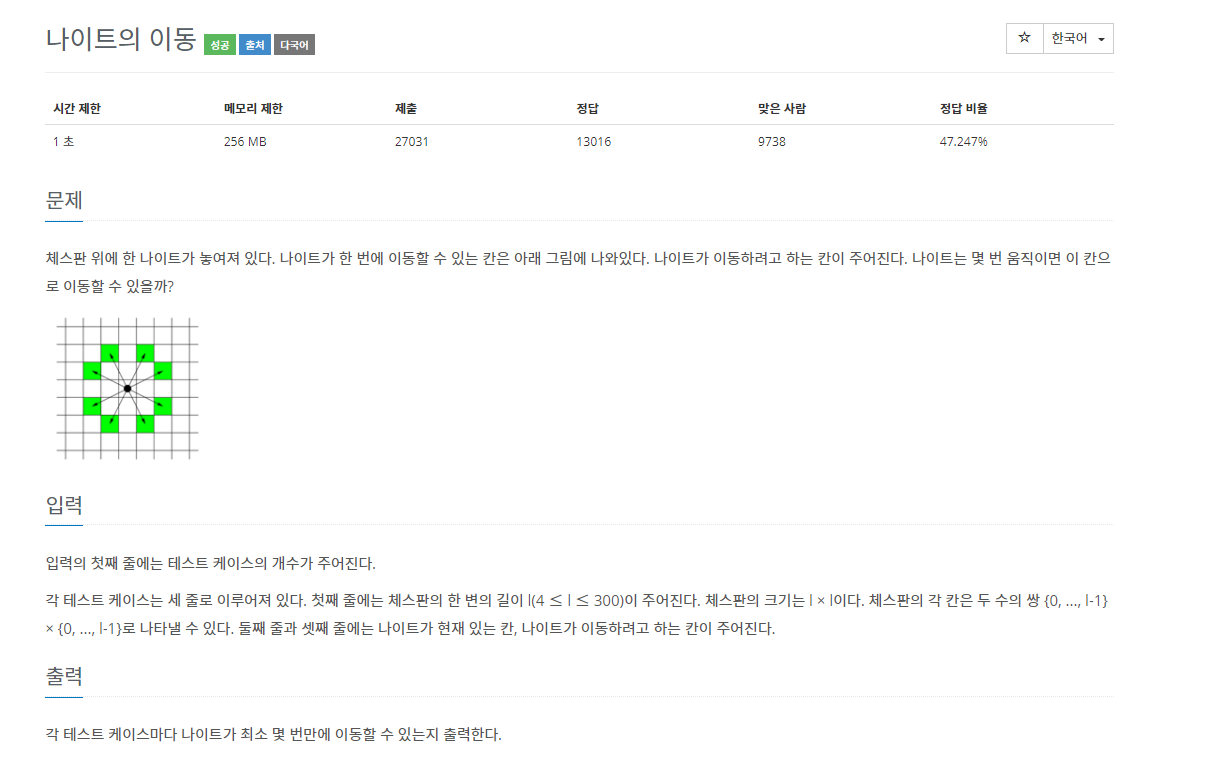 나이트의 이동 성공 출처 다국어
☆ 한국어
시간 제한 메모리 제한 제출 정답 맞은 사람 정답 비율
1 초 256 MB 27031 13016 9738 47.247%
문제
체스판 위에 한 나이트가 놓여져 있다. 나이트가 한 번에 이동할 수 있는 칸은 아래 그림에 나와있다. 나이트가 이동하려고 하는 칸이 주어진다. 나이트는 몇 번 움직이면 이 칸으
로 이동할 수 있을까?
입력
입력의 첫째 줄에는 테스트 케이스의 개수가 주어진다.
각 테스트 케이스는 세 줄로 이루어져 있다. 첫째 줄에는 체스판의 한 변의 길이 l(4 ≤ l ≤ 300)이 주어진다. 체스판의 크기는 l × l이다. 체스판의 각 칸은 두 수의 쌍 {0, ..., l-1}
× {0, ..., l-1}로 나타낼 수 있다. 둘째 줄과 셋째 줄에는 나이트가 현재 있는 칸, 나이트가 이동하려고 하는 칸이 주어진다.
출력
각 테스트 케이스마다 나이트가 최소 몇 번만에 이동할 수 있는지 출력한다.